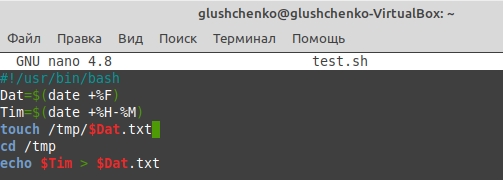 glushchenko@glushchenko-VirtualBox: ~
Файл Правка Вид Поиск Терминал Помощь
GNU nano 4.8 test.sh
#!/usr/bin/bash
Dat=$(date +%F)
Tim=$(date +%H-%M)
touch /tmp/$Dat.txt
cd /tmp
echo $Tim > $Dat.txt